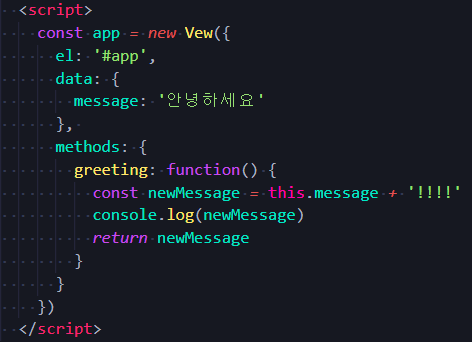 <script>
const app = new Vew({
el: '#app',
data: {
message: '안녕하세요'
},
methods: {
greeting: function() {
const newMessage = this.message + '!!!!'
console.log(newMessage)
return newMessage
}
}
})
</script>